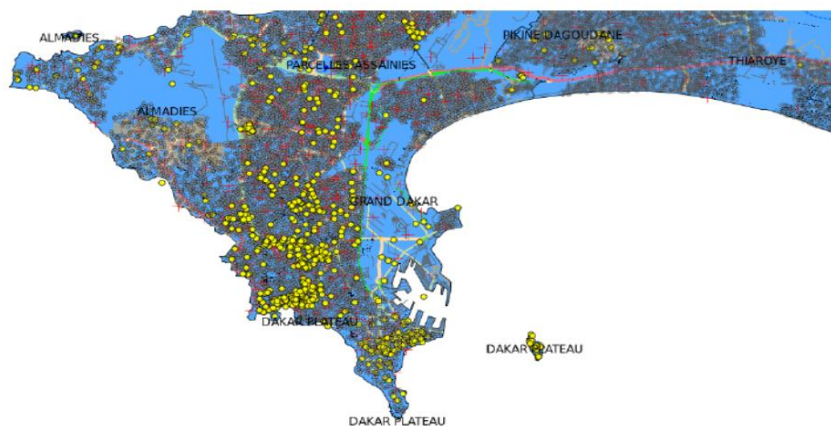 ALMADIES
PIKINE DAGOUDANE
PARCELLES ASSAINIES
THIAROYE
ALMADIES
GRAND DAKAR
DAKAR PLATEAU
DAKAR PLATEAU
DAKAR PLATEAU